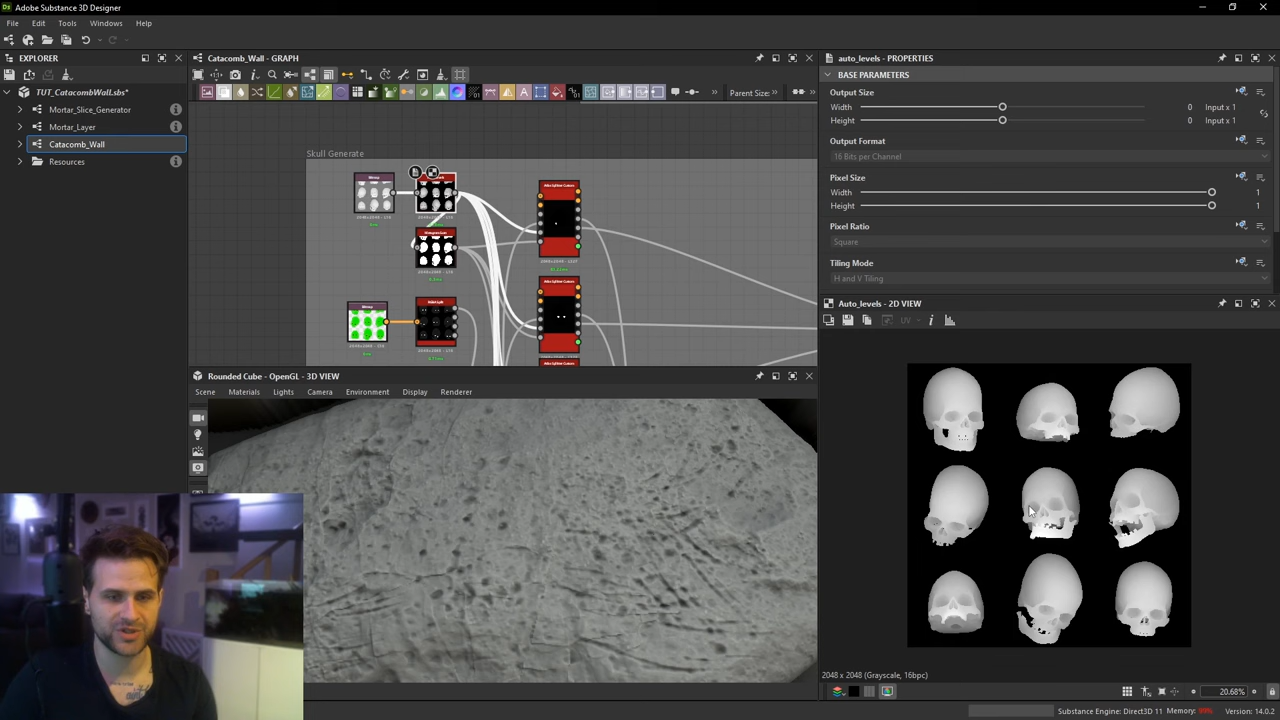 Adobe Substance 3D Designer
File Edit Tools Windows Help
EXPLORER
TUT_CatacombWall.sbs*
Mortar_Slice_Generator
Mortar_Layer
Catacomb_Wall
Resources
Catacomb_Wall - GRAPH
Parent Size:
Skull Generate
Rounded Cube - OpenGL - 3D VIEW
Scene Materials Lights Camera Environment Display Renderer
auto_levels - PROPERTIES
BASE PARAMETERS
Output Size
Width 0 Input x 1
Height 0 Input x 1
Output Format
16 Bits per Channel
Pixel Size
Width 1
Height 1
Pixel Ratio
Square
Tiling Mode
H and V Tiling
Auto_levels - 2D VIEW
UV
2048 x 2048 (Grayscale, 16bpc)
20.68%
Substance Engine: Direct3D 11 Memory: 90% Version: 14.0.2